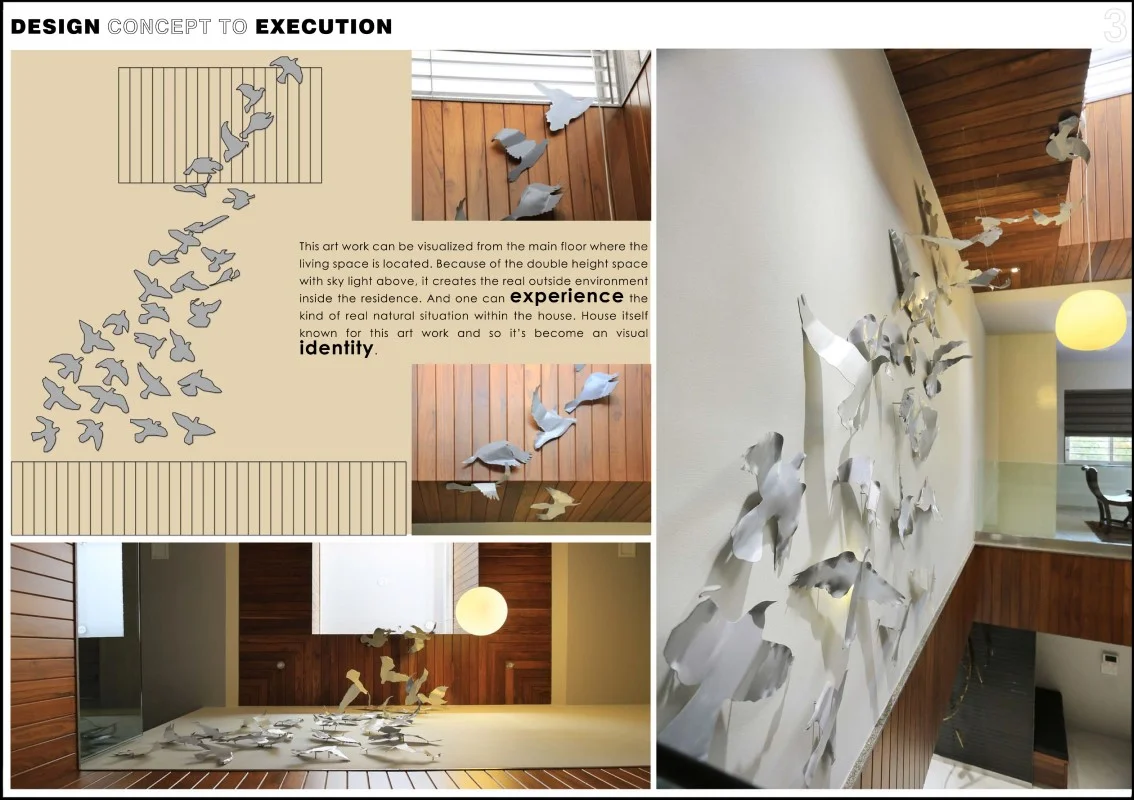 DESIGN CONCEPT TO EXECUTION
3
This art work can be visualized from the main floor where the
living space is located. Because of the double height space
with sky light above, it creates the real outside environment
inside the residence. And one can experience the
kind of real natural situation within the house. House itself
known for this art work and so it's become an visual
identity.